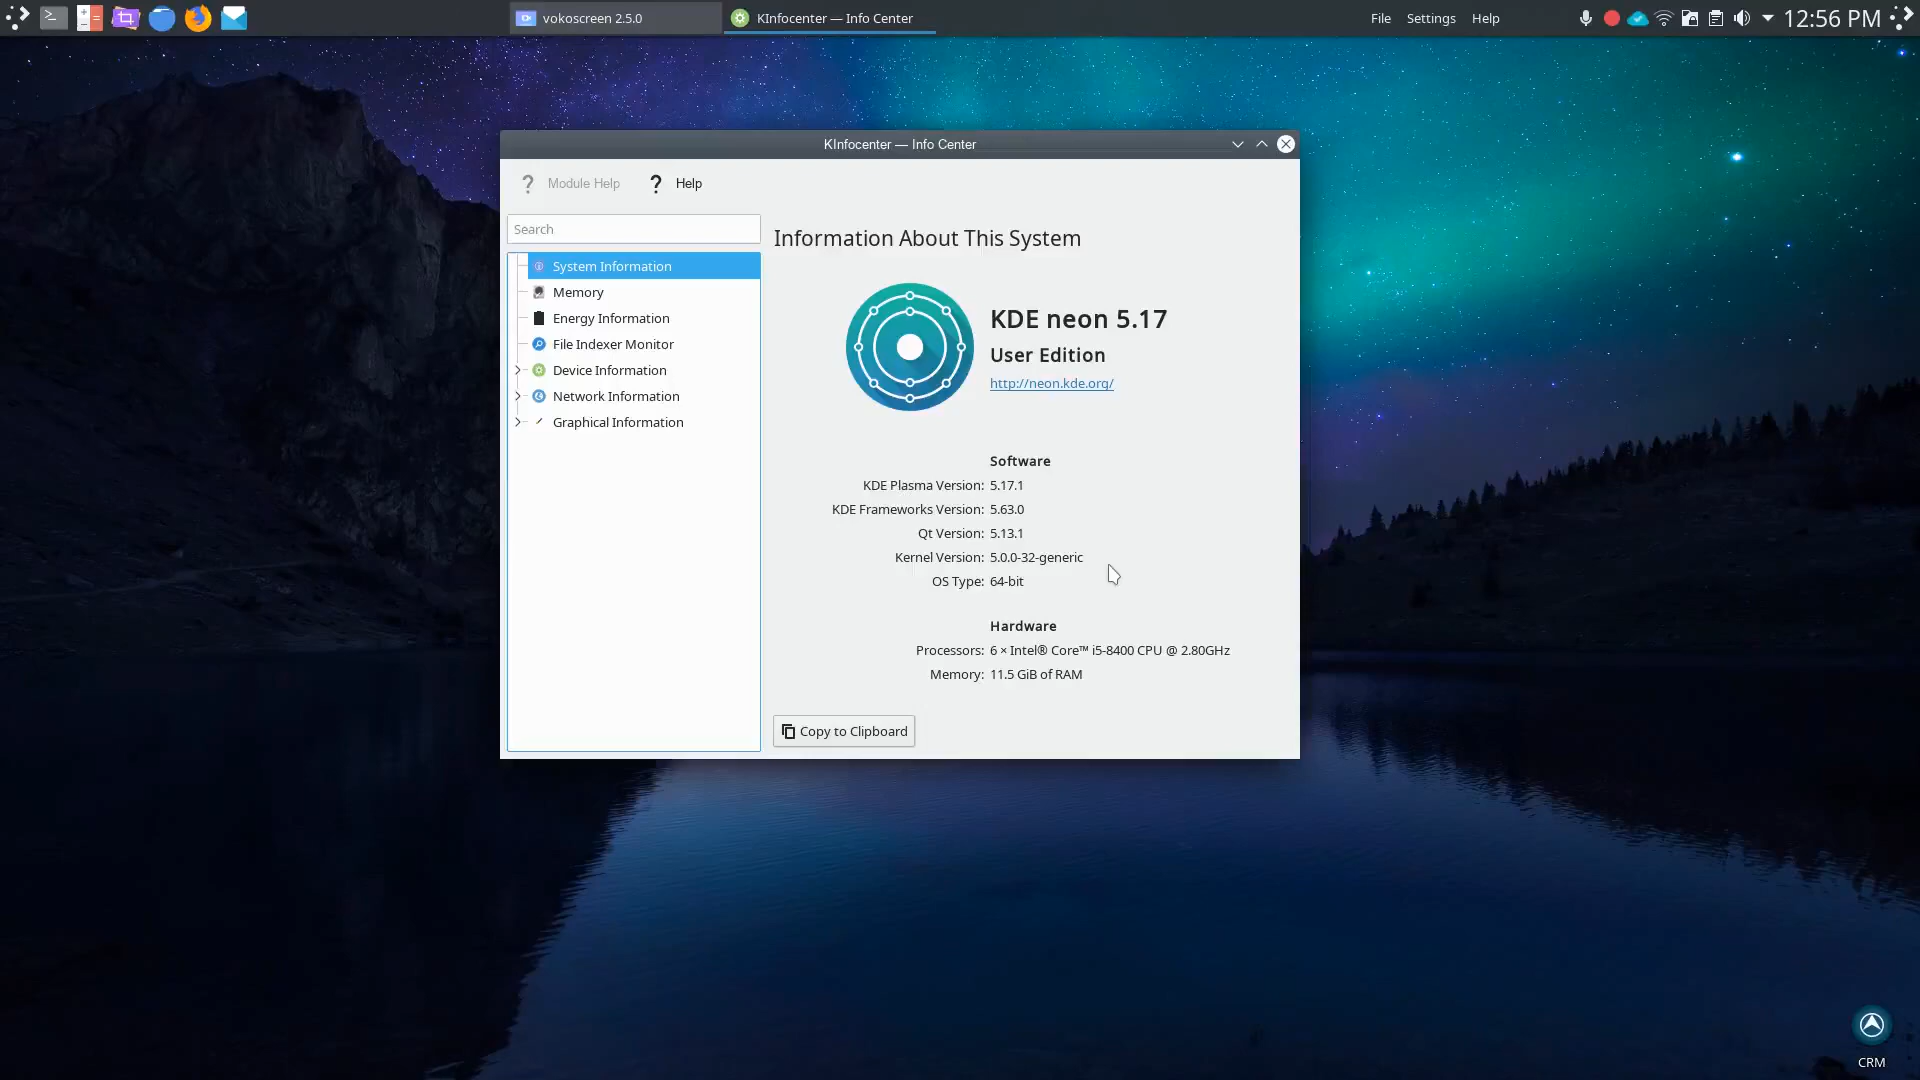 vokoscreen 2.5.0
KInfocenter — Info Center
File Settings Help
12:56 PM
KInfocenter — Info Center
? Module Help
? Help
Search
System Information
Memory
Energy Information
File Indexer Monitor
Device Information
Network Information
Graphical Information
Information About This System
KDE neon 5.17
User Edition
http://neon.kde.org/
Software
KDE Plasma Version: 5.17.1
KDE Frameworks Version: 5.63.0
Qt Version: 5.13.1
Kernel Version: 5.0.0-32-generic
OS Type: 64-bit
Hardware
Processors: 6 × Intel® Core™ i5-8400 CPU @ 2.80GHz
Memory: 11.5 GiB of RAM
Copy to Clipboard
CRM